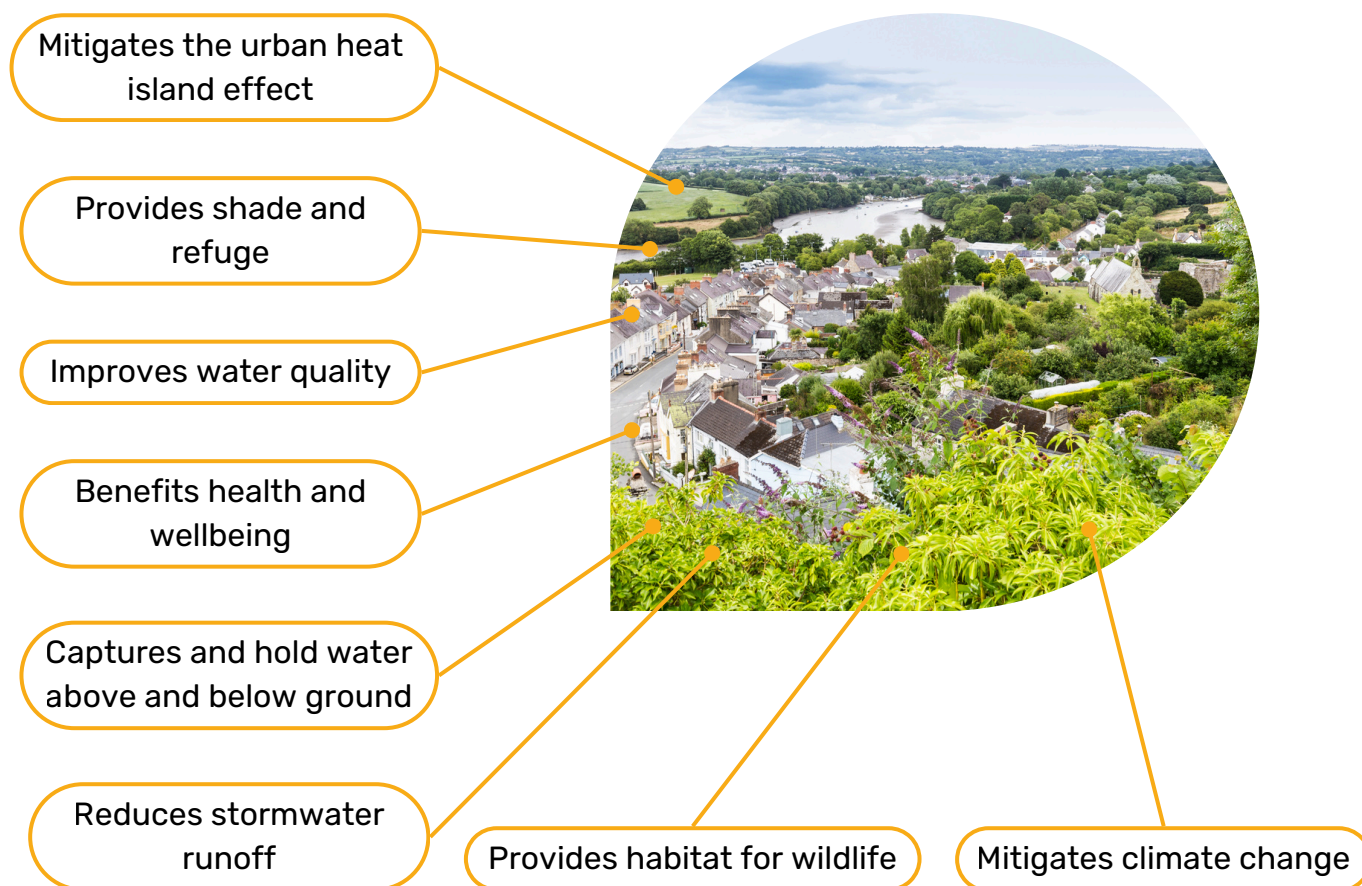 Mitigates the urban heat
island effect
Provides shade and
refuge
Improves water quality
Benefits health and
wellbeing
Captures and hold water
above and below ground
Reduces stormwater
runoff
Provides habitat for wildlife
Mitigates climate change